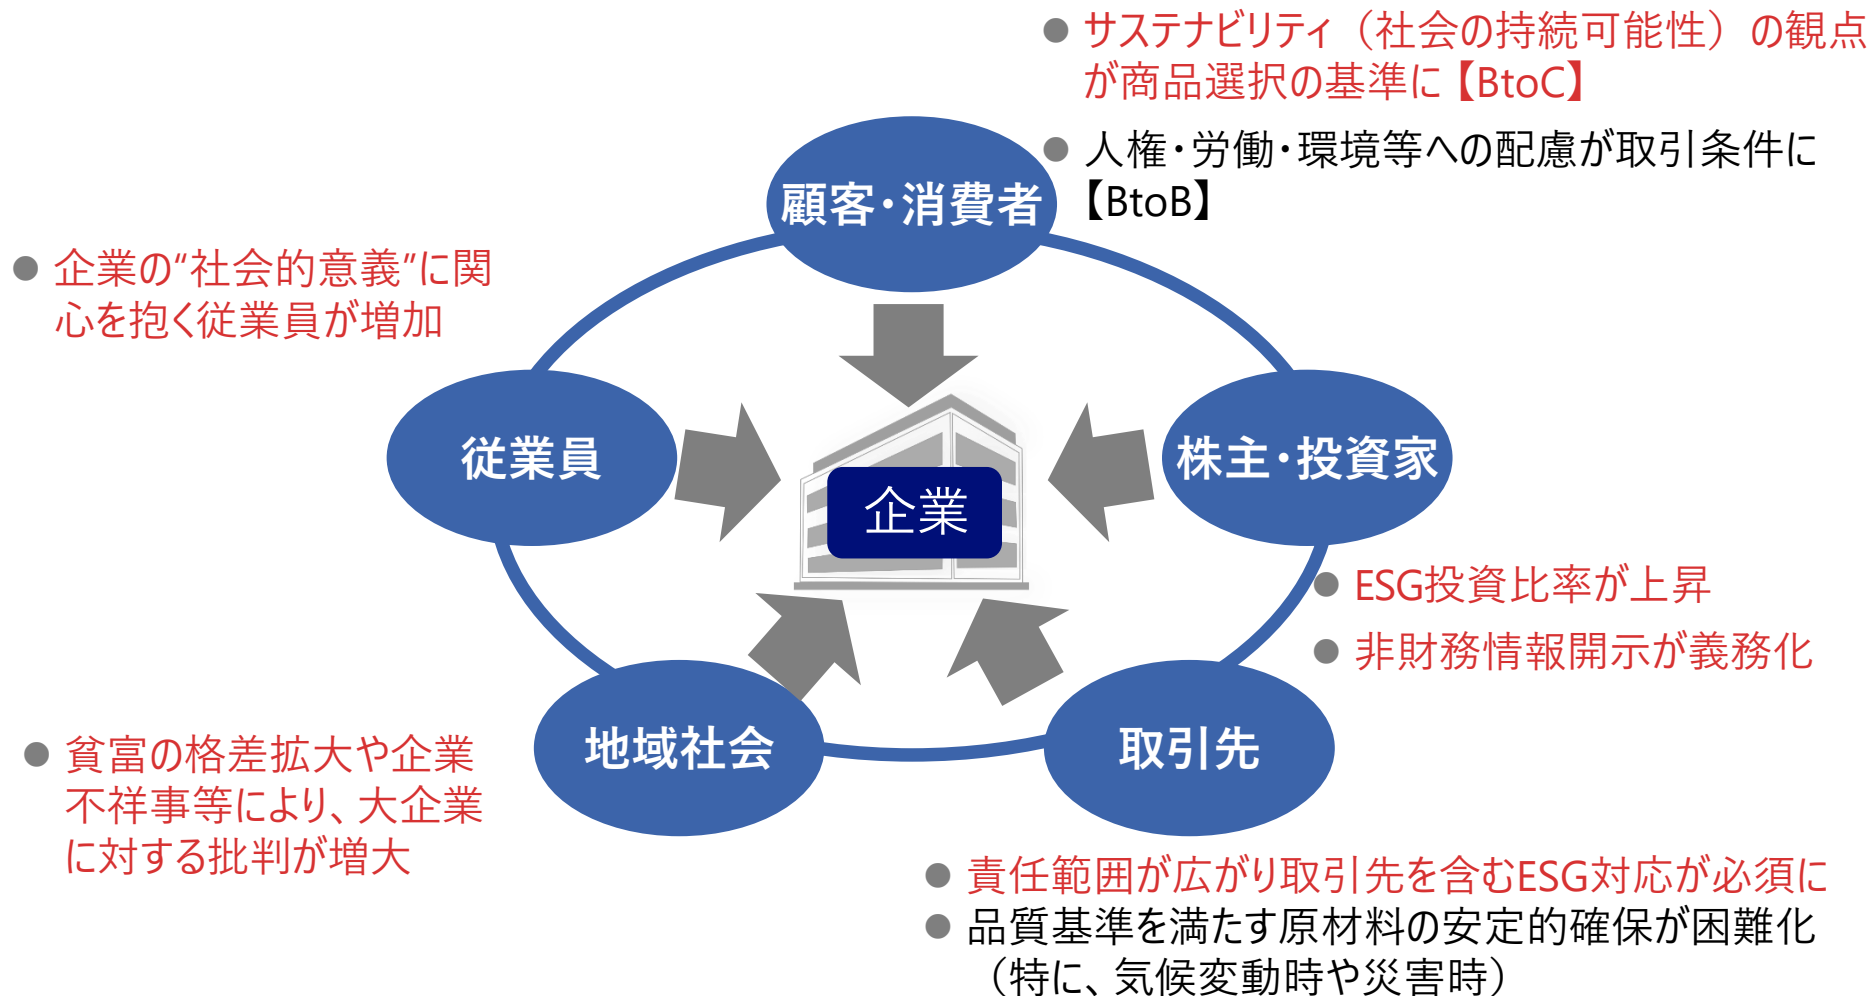 サステナビリティ（社会の持続可能性）の観点
が商品選択の基準に【BtoC】
人権・労働・環境等への配慮が取引条件に
【BtoB】
顧客・消費者
企業の“社会的意義”に関
心を抱く従業員が増加
従業員
株主・投資家
企業
ESG投資比率が上昇
非財務情報開示が義務化
地域社会
取引先
貧富の格差拡大や企業
不祥事等により、大企業
に対する批判が増大
責任範囲が広がり取引先を含むESG対応が必須に
品質基準を満たす原材料の安定的確保が困難化
（特に、気候変動時や災害時）